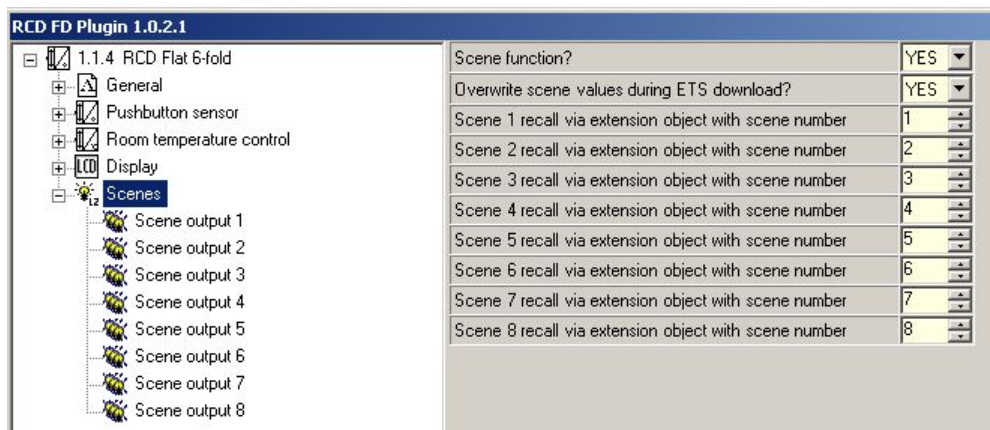 RCD FD Plugin 1.0.2.1
1.1.4 RCD Flat 6-fold
General
Pushbutton sensor
Room temperature control
LCD Display
Scenes
Scene output 1
Scene output 2
Scene output 3
Scene output 4
Scene output 5
Scene output 6
Scene output 7
Scene output 8
Scene function? YES
Overwrite scene values during ETS download? YES
Scene 1 recall via extension object with scene number 1
Scene 2 recall via extension object with scene number 2
Scene 3 recall via extension object with scene number 3
Scene 4 recall via extension object with scene number 4
Scene 5 recall via extension object with scene number 5
Scene 6 recall via extension object with scene number 6
Scene 7 recall via extension object with scene number 7
Scene 8 recall via extension object with scene number 8